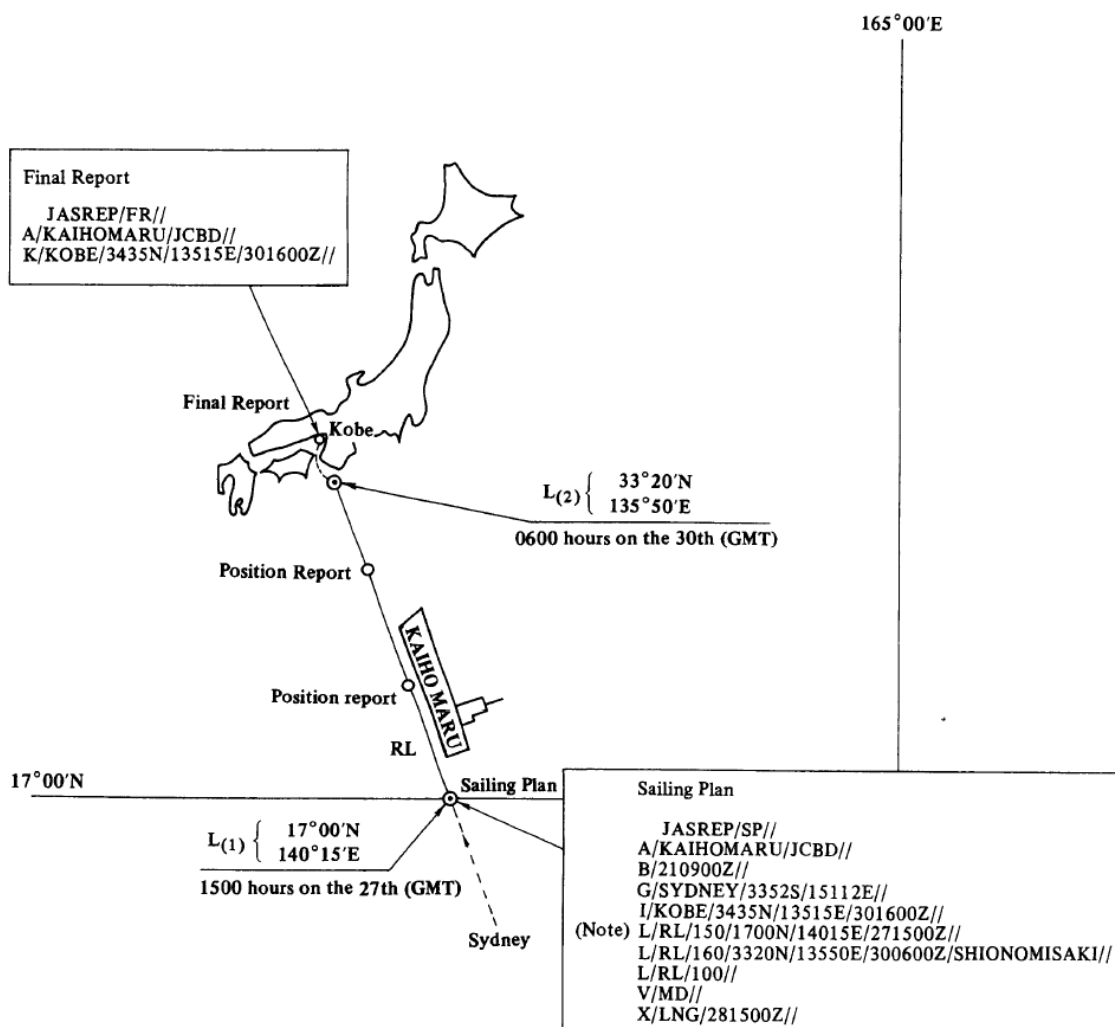 165°00′E
Final Report
JASREP/FR//
A/KAIHOMARU/JCBD//
K/KOBE/3435N/13515E/301600Z//
Final Report
Kobe
L(2) { 33°20′N
135°50′E
0600 hours on the 30th (GMT)
Position Report
KAIHO MARU
Position report
RL
17°00′N
Sailing Plan
L(1) { 17°00′N
140°15′E
1500 hours on the 27th (GMT)
Sydney
Sailing Plan
JASREP/SP//
A/KAIHOMARU/JCBD//
B/210900Z//
G/SYDNEY/3352S/15112E//
I/KOBE/3435N/13515E/301600Z//
(Note) L/RL/150/1700N/14015E/271500Z//
L/RL/160/3320N/13550E/300600Z/SHIONOMISAKI//
L/RL/100//
V/MD//
X/LNG/281500Z//